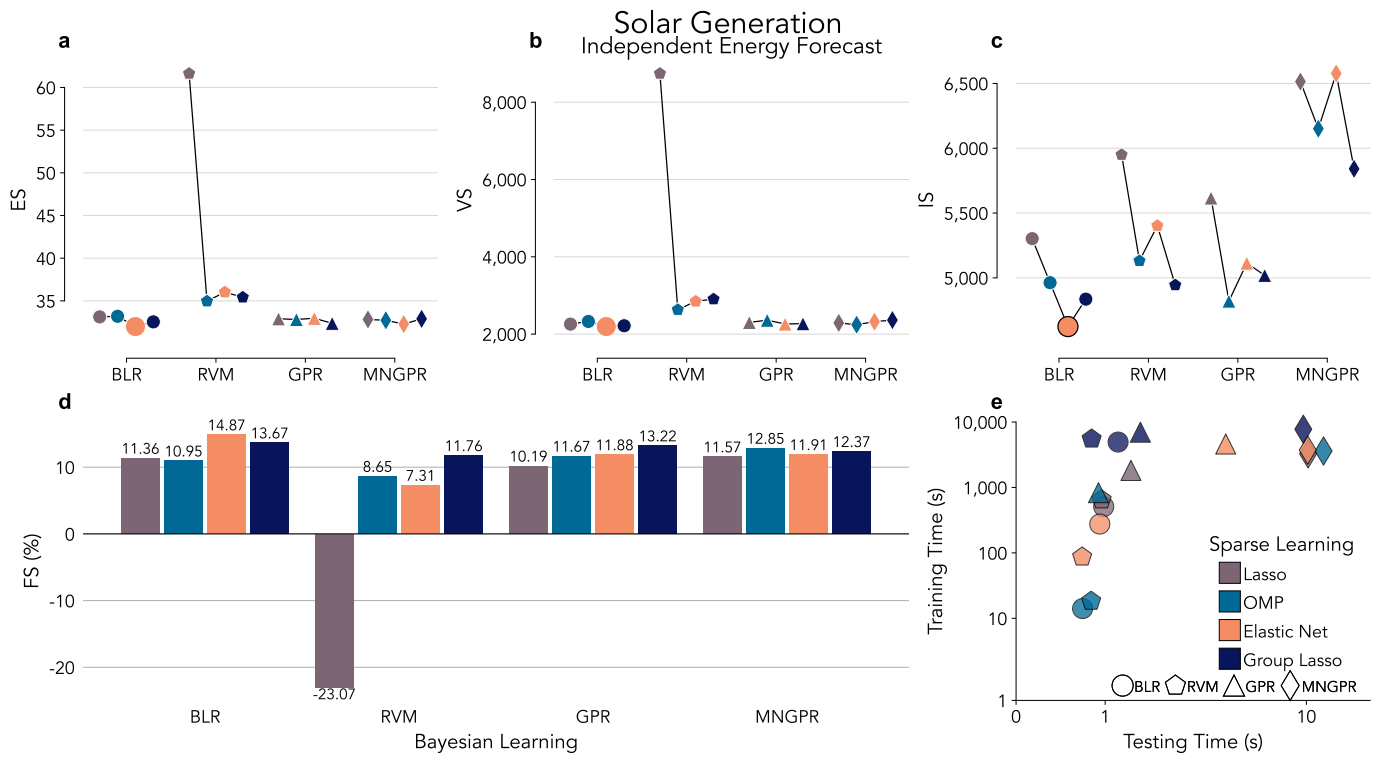 Solar Generation
Independent Energy Forecast
a
60
55
50
45
40
35
ES
BLR RVM GPR MNGPR
b
8,000
6,000
4,000
2,000
VS
BLR RVM GPR MNGPR
c
6,500
6,000
5,500
5,000
IS
BLR RVM GPR MNGPR
d
11.36 10.95 14.87 13.67
-23.07 8.65 7.31 11.76
10.19 11.67 11.88 13.22
11.57 12.85 11.91 12.37
10
0
-10
-20
FS (%)
BLR RVM GPR MNGPR
Bayesian Learning
e
10,000
1,000
100
10
1
Training Time (s)
Sparse Learning
Lasso
OMP
Elastic Net
Group Lasso
BLR RVM GPR MNGPR
0 1 10
Testing Time (s)